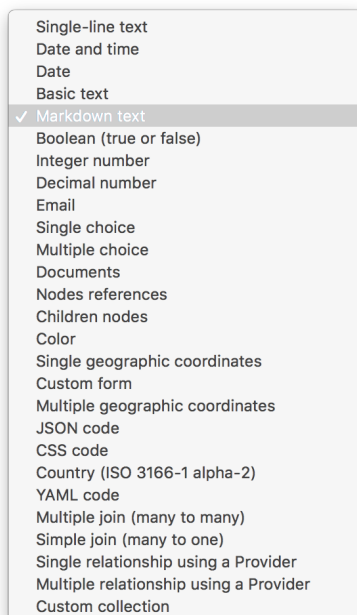 Single-line text
Date and time
Date
Basic text
✓ Markdown text
Boolean (true or false)
Integer number
Decimal number
Email
Single choice
Multiple choice
Documents
Nodes references
Children nodes
Color
Single geographic coordinates
Custom form
Multiple geographic coordinates
JSON code
CSS code
Country (ISO 3166-1 alpha-2)
YAML code
Multiple join (many to many)
Simple join (many to one)
Single relationship using a Provider
Multiple relationship using a Provider
Custom collection